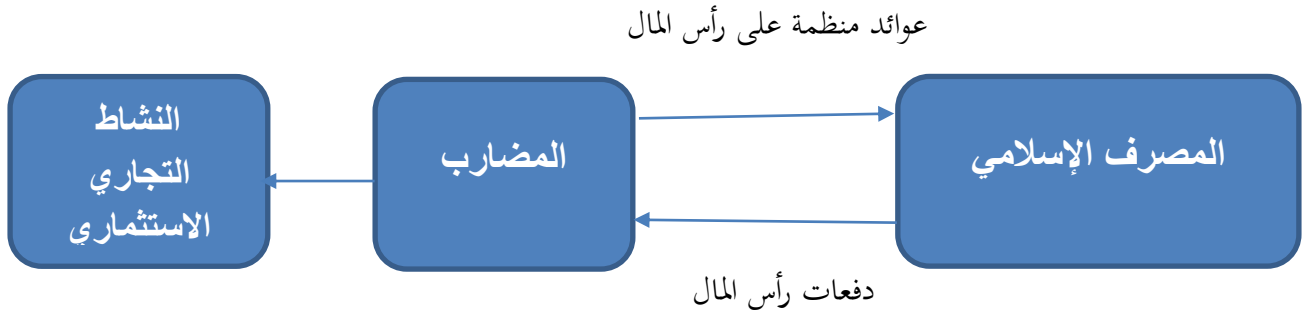 عوائد منظمة على رأس المال
المصرف الإسلامي
المضارب
النشاط
التجاري
الاستثماري
دفعات رأس المال